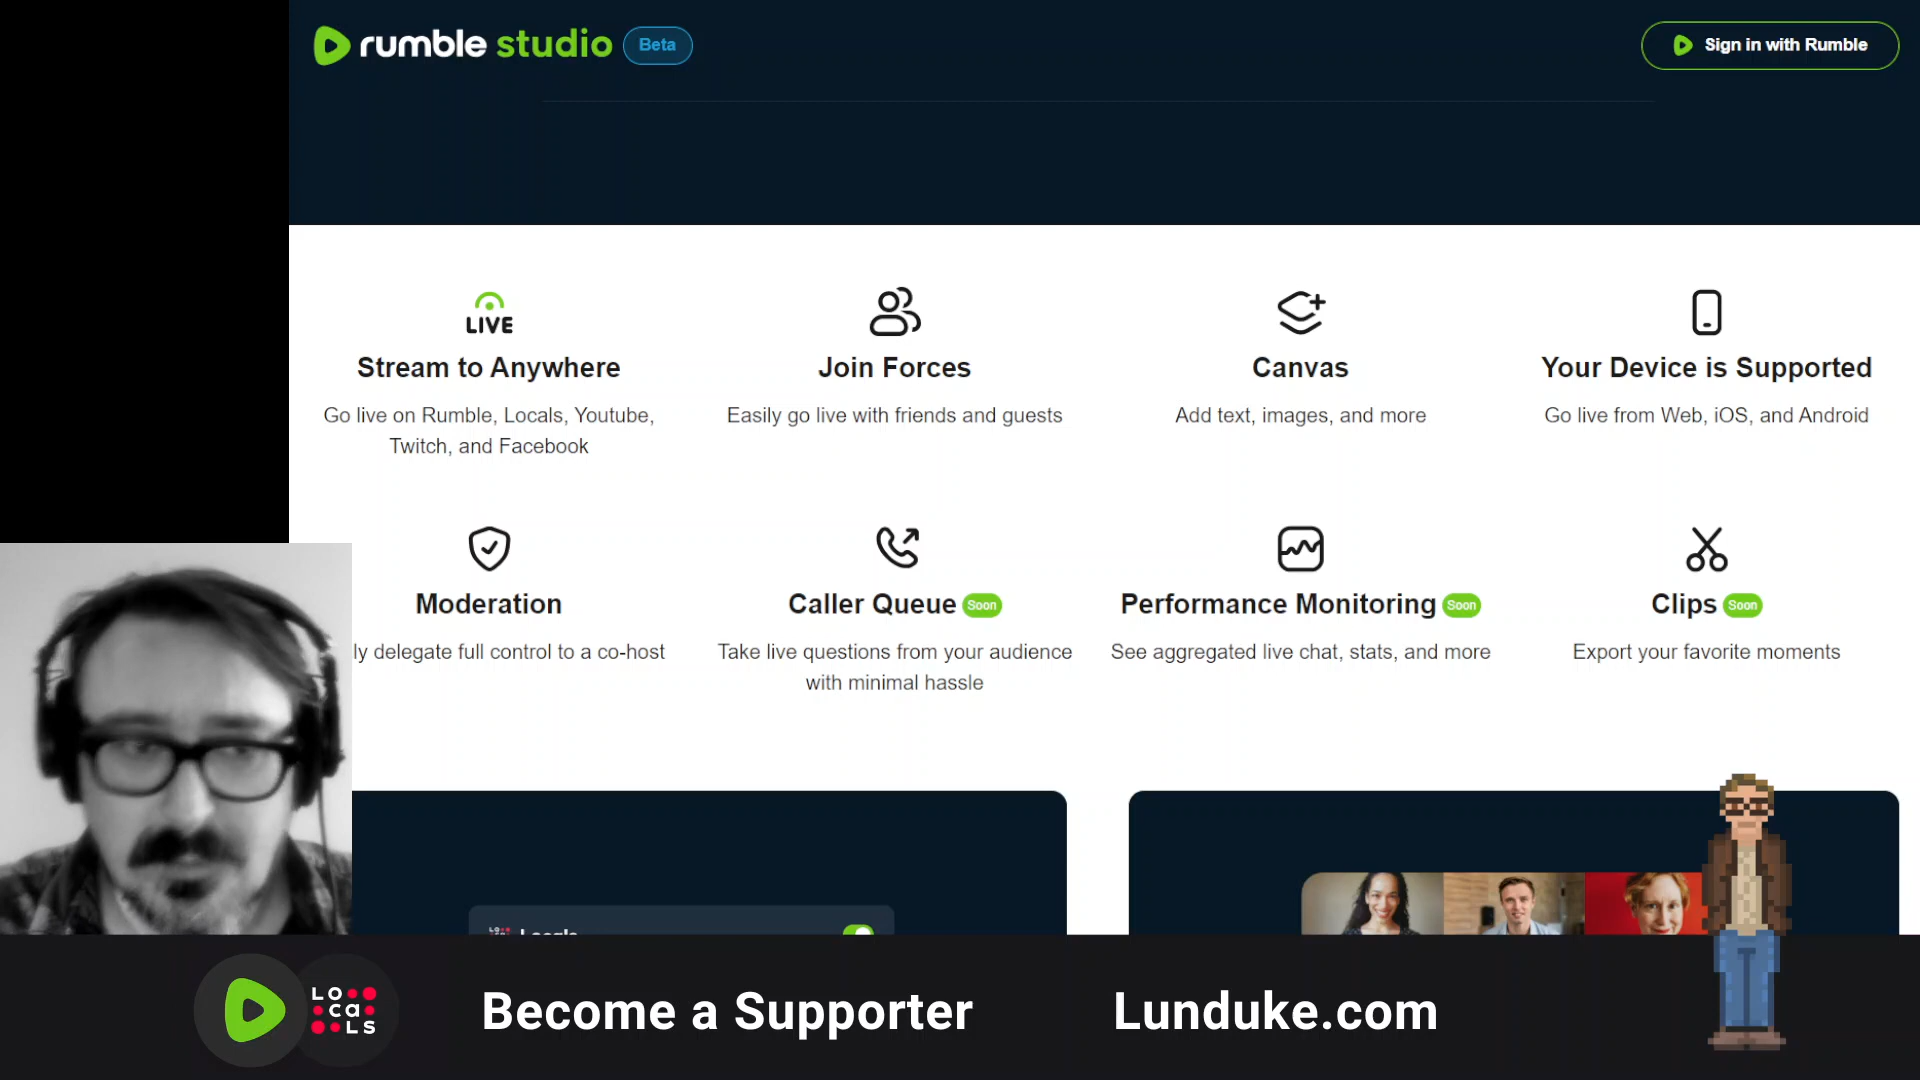 rumble studio Beta
Sign in with Rumble
LIVE
Stream to Anywhere
Go live on Rumble, Locals, Youtube,
Twitch, and Facebook
Join Forces
Easily go live with friends and guests
Canvas
Add text, images, and more
Your Device is Supported
Go live from Web, iOS, and Android
Moderation
ly delegate full control to a co-host
Caller Queue Soon
Take live questions from your audience
with minimal hassle
Performance Monitoring Soon
See aggregated live chat, stats, and more
Clips Soon
Export your favorite moments
Locals
LO
ca
LS
Become a Supporter
Lunduke.com